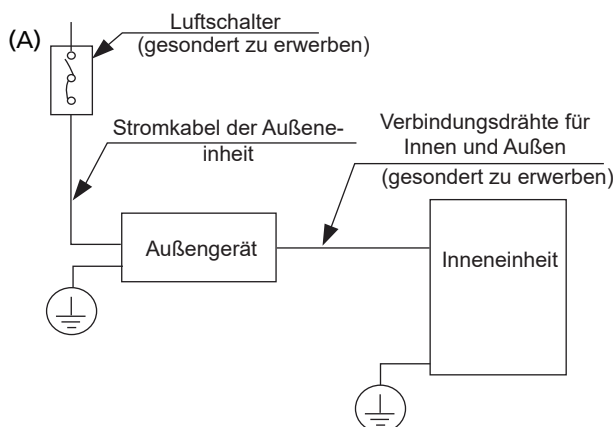 (A)
Luftschalter
(gesondert zu erwerben)
Stromkabel der Außene-
inheit
Verbindungsdrähte für
Innen und Außen
(gesondert zu erwerben)
Außengerät
Inneneinheit